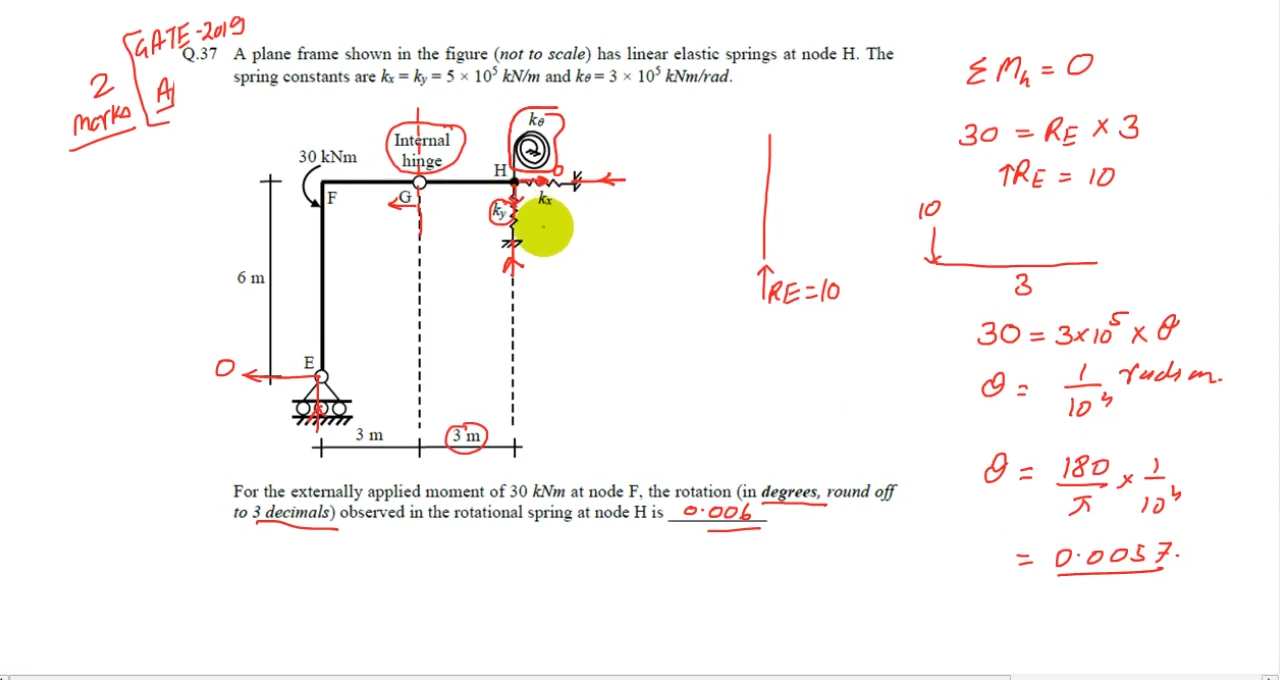 GATE-2019
2 marks
A
Q.37 A plane frame shown in the figure (not to scale) has linear elastic springs at node H. The
spring constants are kx = ky = 5 × 10⁵ kN/m and kθ = 3 × 10⁵ kNm/rad.
kθ
Internal
hinge
30 kNm
H
0
F
G
kx
ky
6 m
E
0
3 m
3 m
For the externally applied moment of 30 kNm at node F, the rotation (in degrees, round off
to 3 decimals) observed in the rotational spring at node H is 0.006
↑RE=10
ΣMh = 0
30 = RE × 3
↑RE = 10
10
3
30 = 3×10⁵ × θ
θ = 1/10⁴
θ = 180/π × 1/10⁴
= 0.0057.